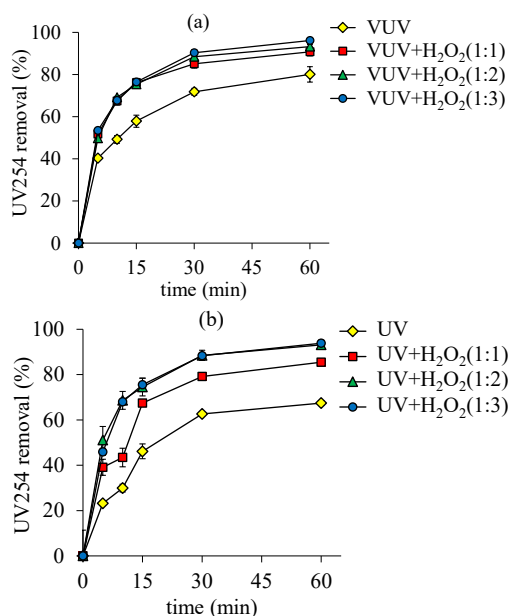 (a)
UV254 removal (%)
100
80
60
40
20
0
0 15 30 45 60
time (min)
VUV
VUV+H₂O₂(1:1)
VUV+H₂O₂(1:2)
VUV+H₂O₂(1:3)
(b)
UV254 removal (%)
100
80
60
40
20
0
0 15 30 45 60
time (min)
UV
UV+H₂O₂(1:1)
UV+H₂O₂(1:2)
UV+H₂O₂(1:3)